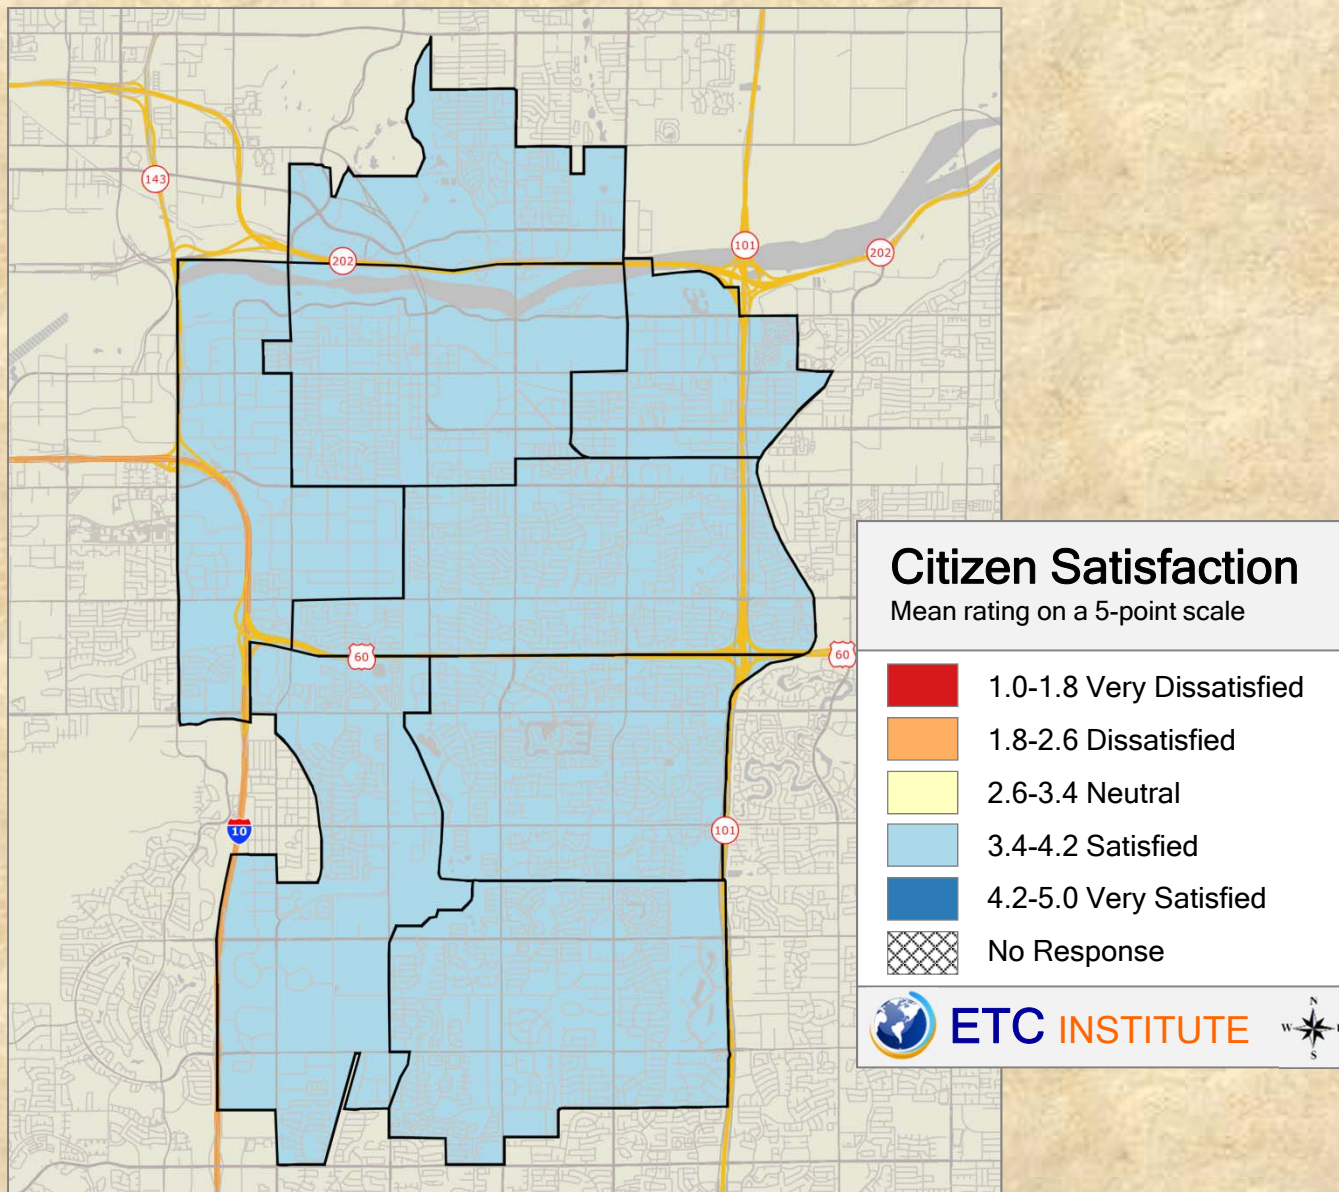 143
202
101
202
60
60
10
101
Citizen Satisfaction
Mean rating on a 5-point scale
1.0-1.8 Very Dissatisfied
1.8-2.6 Dissatisfied
2.6-3.4 Neutral
3.4-4.2 Satisfied
4.2-5.0 Very Satisfied
No Response
ETC INSTITUTE
N
W
S